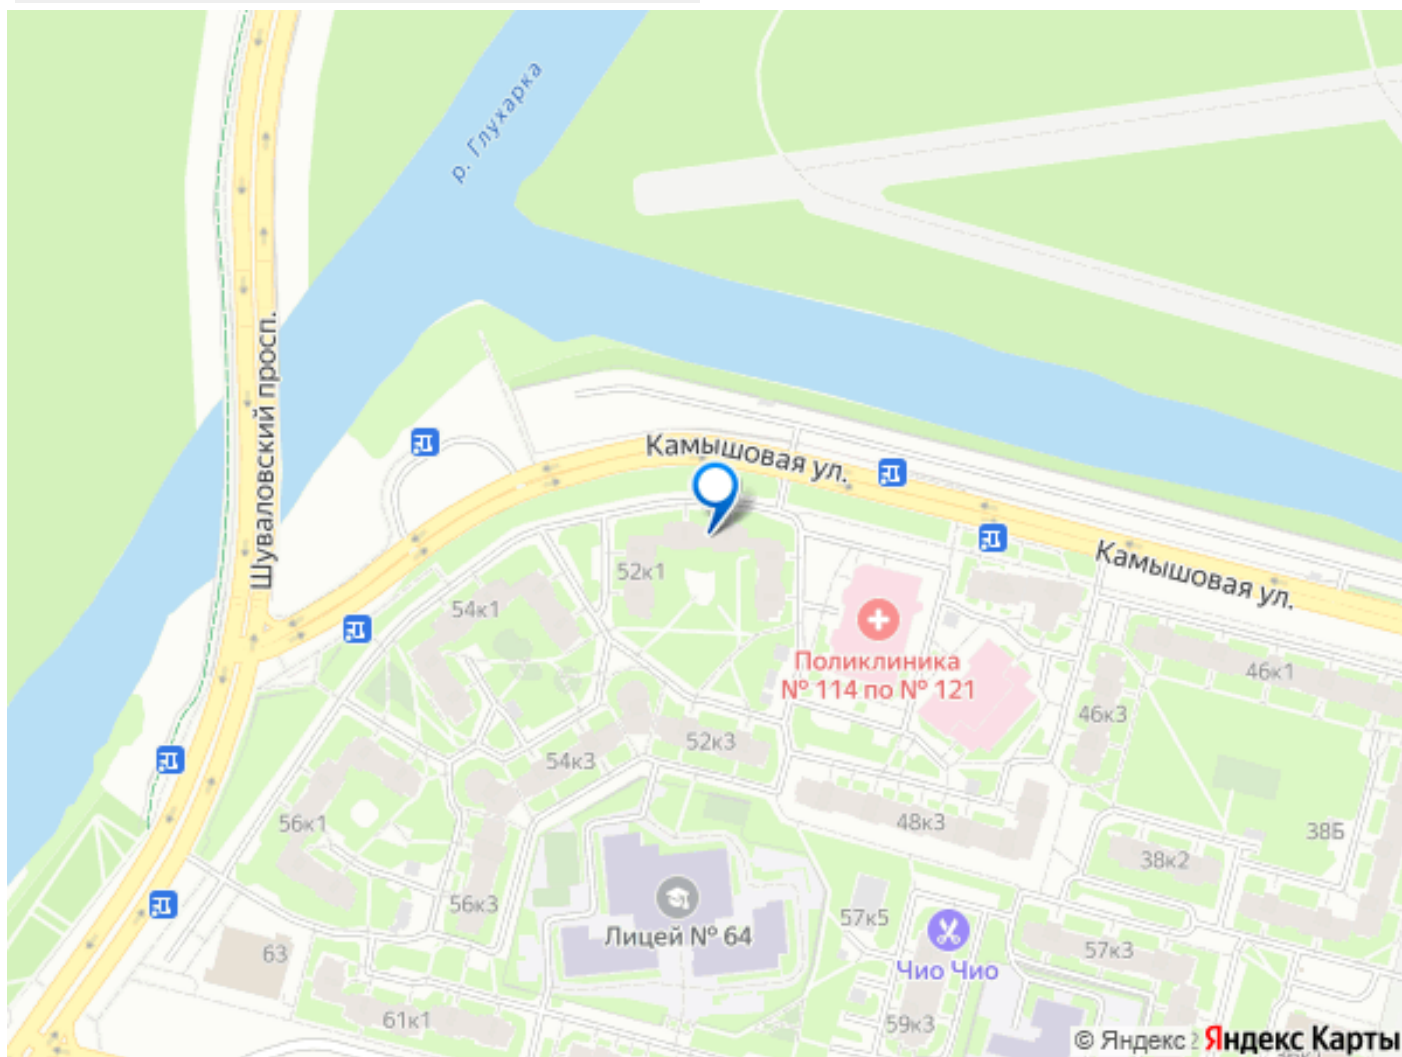 р. Глухарка
Шуваловский просп.
Камышовая ул.
Камышовая ул.
52к1
54к1
Поликлиника
№ 114 по № 121
46к1
46к3
52к3
54к3
56к1
48к3
38Б
38к2
56к3
57к5
Лицей № 64
Чио Чио
57к3
63
61к1
59к3
© Яндекс
Яндекс Карты